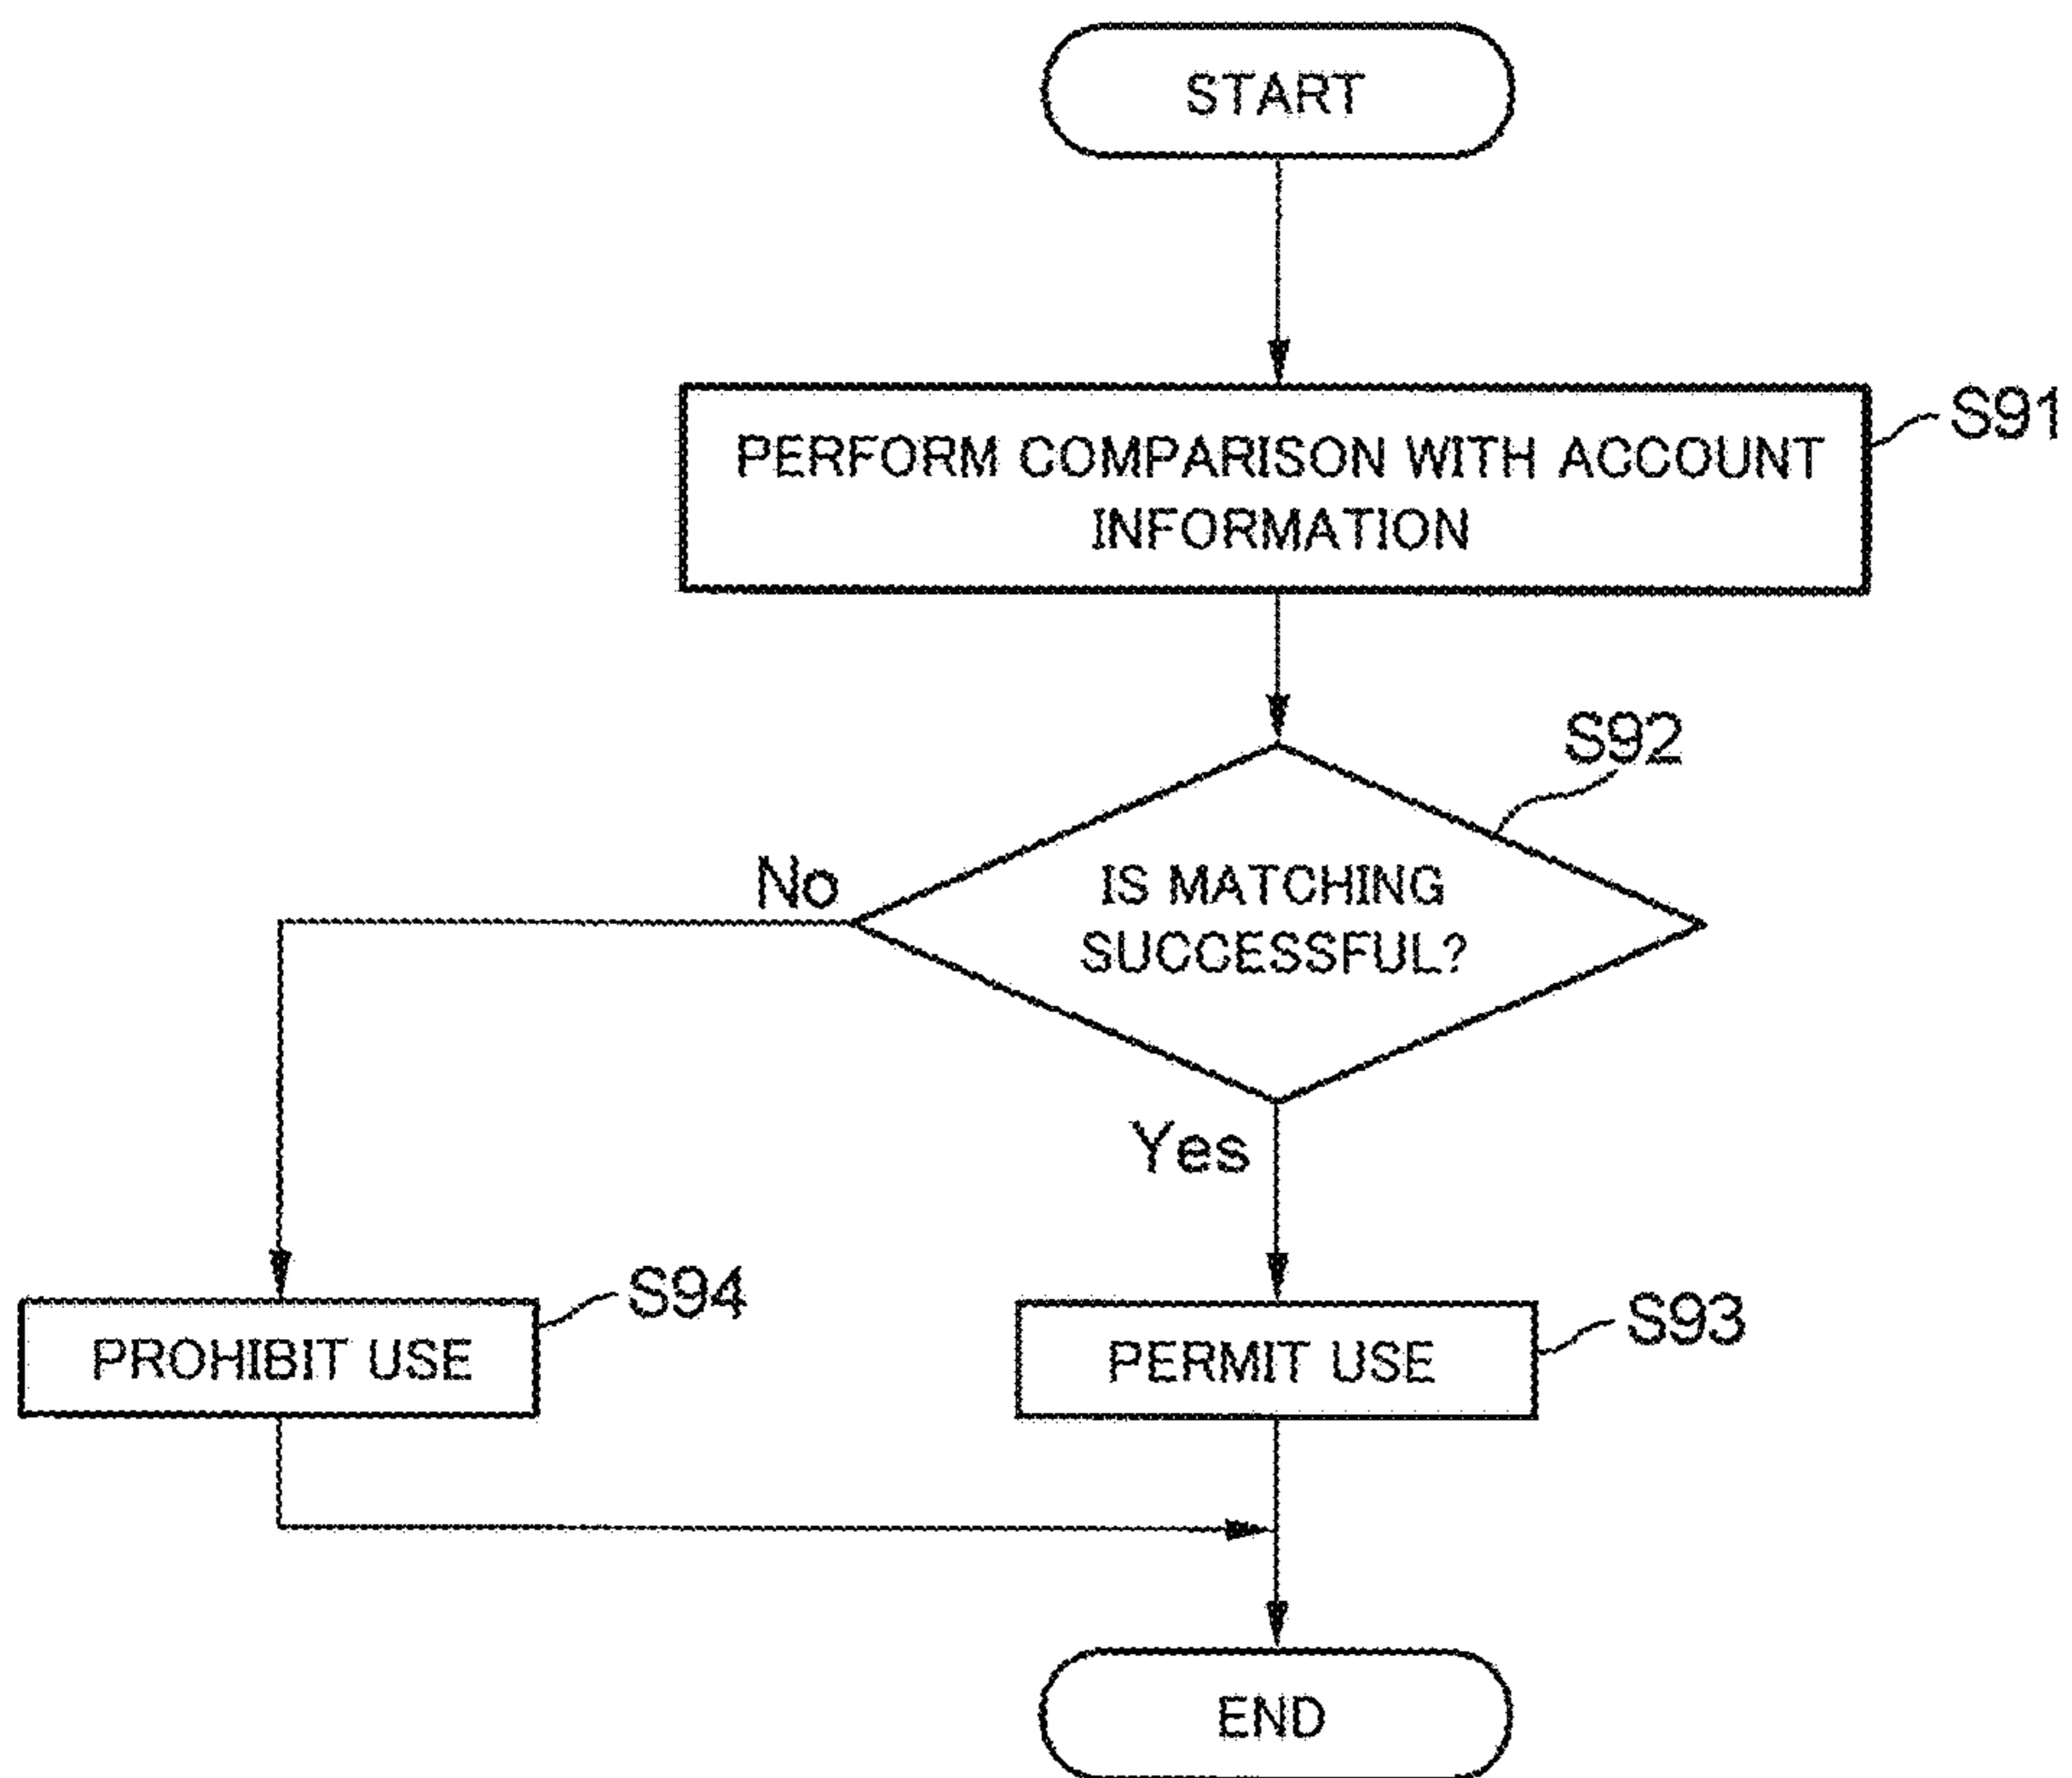 START
S91
PERFORM COMPARISON WITH ACCOUNT
INFORMATION
S92
No
IS MATCHING
SUCCESSFUL?
Yes
S94
PROHIBIT USE
S93
PERMIT USE
END